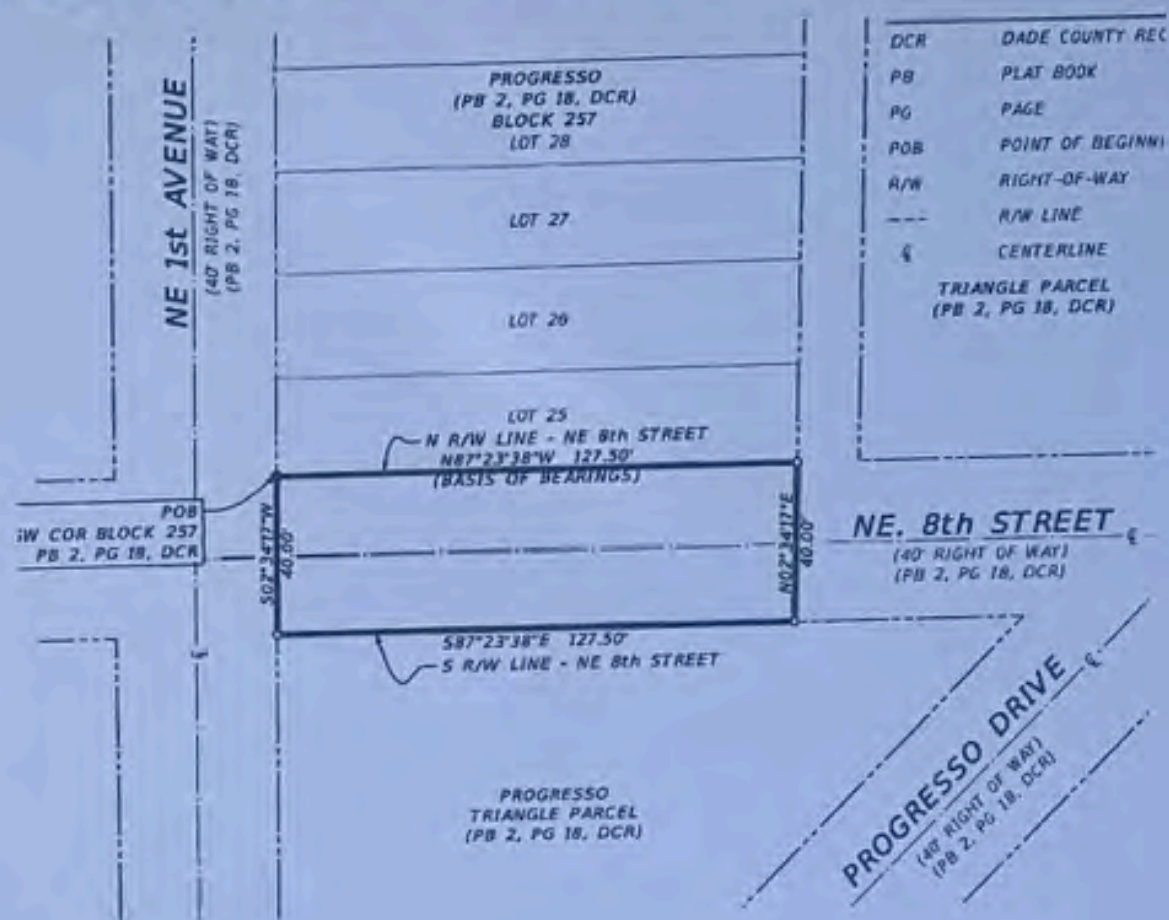 NE 1st AVENUE
(40' RIGHT OF WAY)
(PB 2, PG 18, DCR)
PROGRESSO
(PB 2, PG 18, DCR)
BLOCK 257
LOT 28
LOT 27
LOT 26
LOT 25
N R/W LINE - NE 8th STREET
N87°23'38"W 127.50'
(BASIS OF BEARINGS)
DCR DADE COUNTY REC
PB PLAT BOOK
PG PAGE
POB POINT OF BEGINNI
R/W RIGHT-OF-WAY
--- R/W LINE
℄ CENTERLINE
TRIANGLE PARCEL
(PB 2, PG 18, DCR)
POB
SW COR BLOCK 257
PB 2, PG 18, DCR
S02°34'17"W
40.00'
N02°34'17"E
40.00'
NE. 8th STREET ℄
(40' RIGHT OF WAY)
(PB 2, PG 18, DCR)
S87°23'38"E 127.50'
S R/W LINE - NE 8th STREET
℄
PROGRESSO
TRIANGLE PARCEL
(PB 2, PG 18, DCR)
PROGRESSO DRIVE ℄
(40' RIGHT OF WAY)
(PB 2, PG 18, DCR)